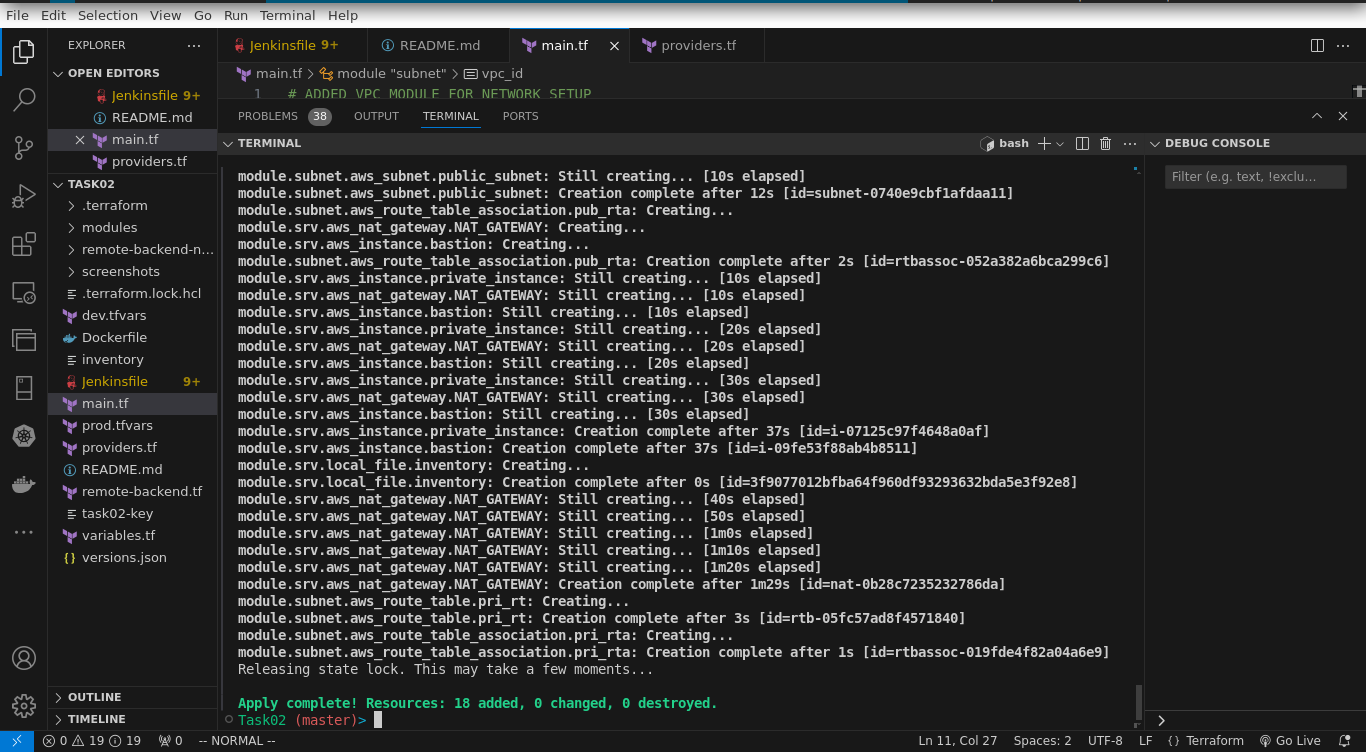 File Edit Selection View Go Run Terminal Help
EXPLORER
Jenkinsfile 9+
README.md
main.tf
providers.tf
OPEN EDITORS
Jenkinsfile 9+
README.md
main.tf
providers.tf
TASK02
.terraform
modules
remote-backend-n...
screenshots
.terraform.lock.hcl
dev.tfvars
Dockerfile
inventory
Jenkinsfile 9+
main.tf
prod.tfvars
providers.tf
README.md
remote-backend.tf
task02-key
variables.tf
versions.json
OUTLINE
TIMELINE
main.tf > module "subnet" > vpc_id
1 # ADDED VPC MODULE FOR NETWORK SETUP
PROBLEMS 38 OUTPUT TERMINAL PORTS
TERMINAL
bash
DEBUG CONSOLE
Filter (e.g. text, !exclu...
module.subnet.aws_subnet.public_subnet: Still creating... [10s elapsed]
module.subnet.aws_subnet.public_subnet: Creation complete after 12s [id=subnet-0740e9cbf1afdaa11]
module.subnet.aws_route_table_association.pub_rta: Creating...
module.srv.aws_nat_gateway.NAT_GATEWAY: Creating...
module.srv.aws_instance.bastion: Creating...
module.subnet.aws_route_table_association.pub_rta: Creation complete after 2s [id=rtbassoc-052a382a6bca299c6]
module.srv.aws_instance.private_instance: Still creating... [10s elapsed]
module.srv.aws_nat_gateway.NAT_GATEWAY: Still creating... [10s elapsed]
module.srv.aws_instance.bastion: Still creating... [10s elapsed]
module.srv.aws_instance.private_instance: Still creating... [20s elapsed]
module.srv.aws_nat_gateway.NAT_GATEWAY: Still creating... [20s elapsed]
module.srv.aws_instance.bastion: Still creating... [20s elapsed]
module.srv.aws_instance.private_instance: Still creating... [30s elapsed]
module.srv.aws_nat_gateway.NAT_GATEWAY: Still creating... [30s elapsed]
module.srv.aws_instance.bastion: Still creating... [30s elapsed]
module.srv.aws_instance.private_instance: Creation complete after 37s [id=i-07125c97f4648a0af]
module.srv.aws_instance.bastion: Creation complete after 37s [id=i-09fe53f88ab4b8511]
module.srv.local_file.inventory: Creating...
module.srv.local_file.inventory: Creation complete after 0s [id=3f9077012bfba64f960df93293632bda5e3f92e8]
module.srv.aws_nat_gateway.NAT_GATEWAY: Still creating... [40s elapsed]
module.srv.aws_nat_gateway.NAT_GATEWAY: Still creating... [50s elapsed]
module.srv.aws_nat_gateway.NAT_GATEWAY: Still creating... [1m0s elapsed]
module.srv.aws_nat_gateway.NAT_GATEWAY: Still creating... [1m10s elapsed]
module.srv.aws_nat_gateway.NAT_GATEWAY: Still creating... [1m20s elapsed]
module.srv.aws_nat_gateway.NAT_GATEWAY: Creation complete after 1m29s [id=nat-0b28c7235232786da]
module.subnet.aws_route_table.pri_rt: Creating...
module.subnet.aws_route_table.pri_rt: Creation complete after 3s [id=rtb-05fc57ad8f4571840]
module.subnet.aws_route_table_association.pri_rta: Creating...
module.subnet.aws_route_table_association.pri_rta: Creation complete after 1s [id=rtbassoc-019fde4f82a04a6e9]
Releasing state lock. This may take a few moments...
Apply complete! Resources: 18 added, 0 changed, 0 destroyed.
Task02 (master)>
0 19 19 0 -- NORMAL -- Ln 11, Col 27 Spaces: 2 UTF-8 LF Terraform Go Live